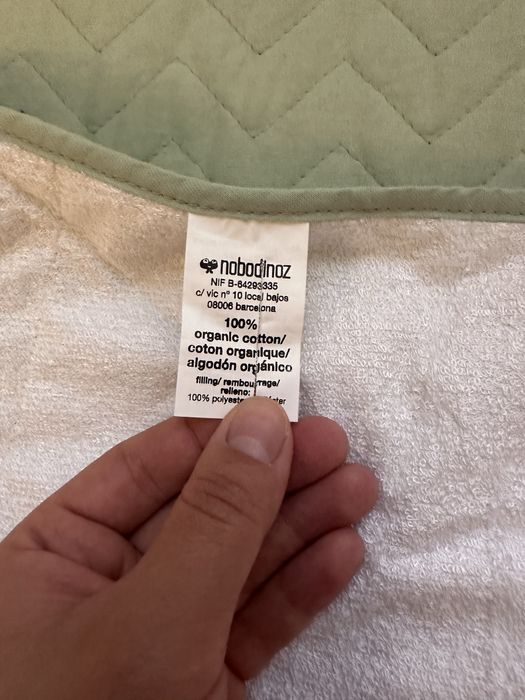 nobodinoz
NIF B-64293335
c/ vic nº 10 local bajos
08006 barcelona
100%
organic cotton/
coton organique/
algodón orgánico
filling/ rembourrage/
relleno:
100%